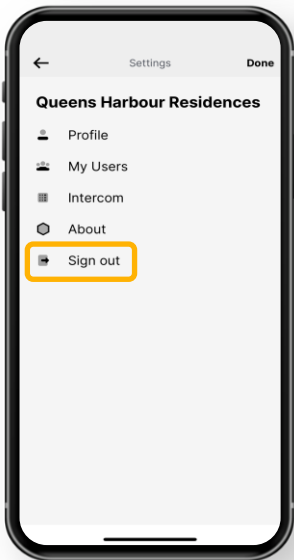 Settings
Done
Queens Harbour Residences
Profile
My Users
Intercom
About
Sign out